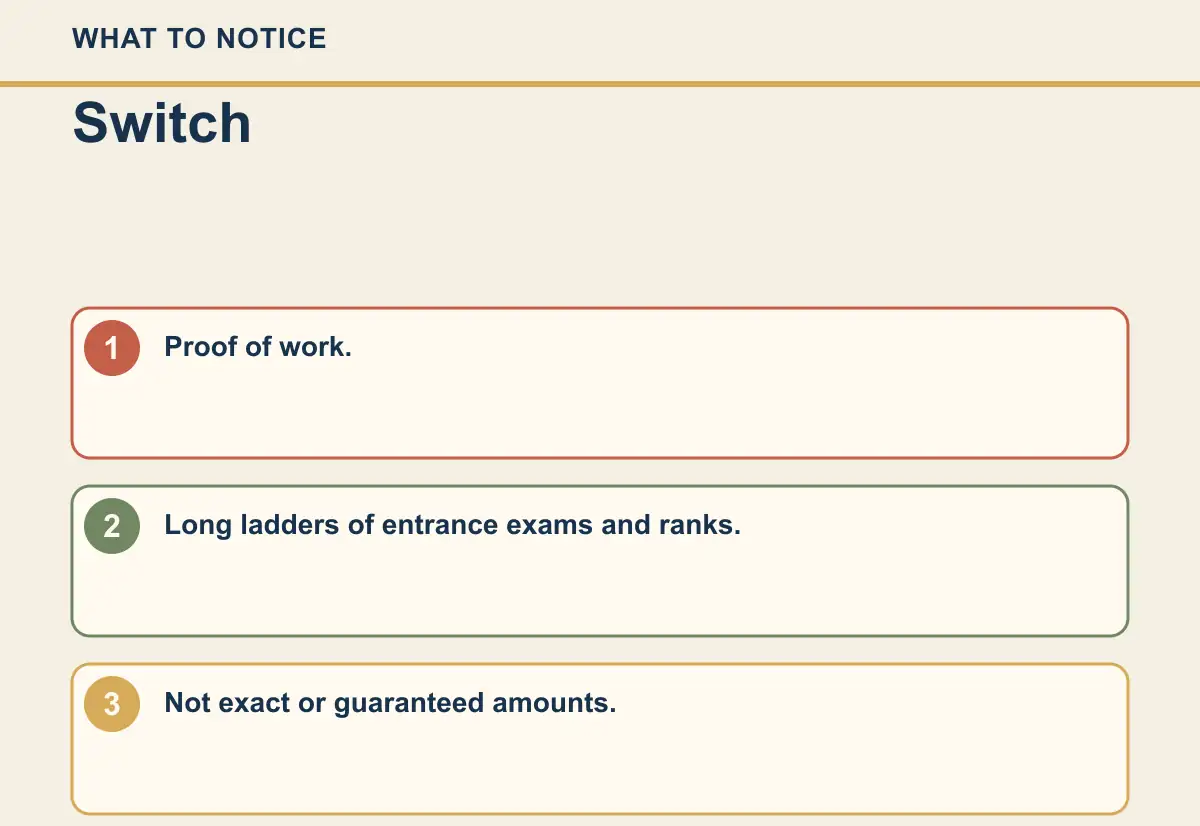 WHAT TO NOTICE
Switch
1 Proof of work.
2 Long ladders of entrance exams and ranks.
3 Not exact or guaranteed amounts.